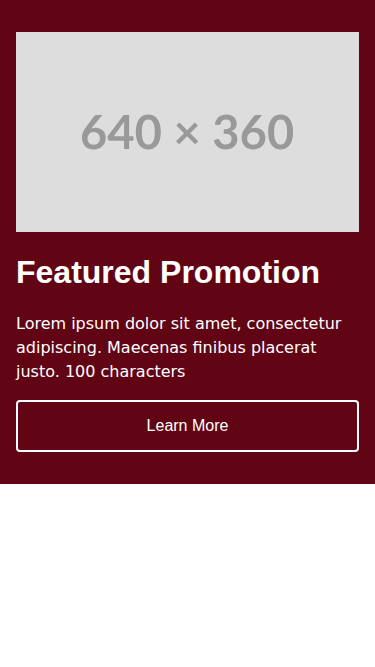 640 × 360
Featured Promotion
Lorem ipsum dolor sit amet, consectetur
adipiscing. Maecenas finibus placerat
justo. 100 characters
Learn More